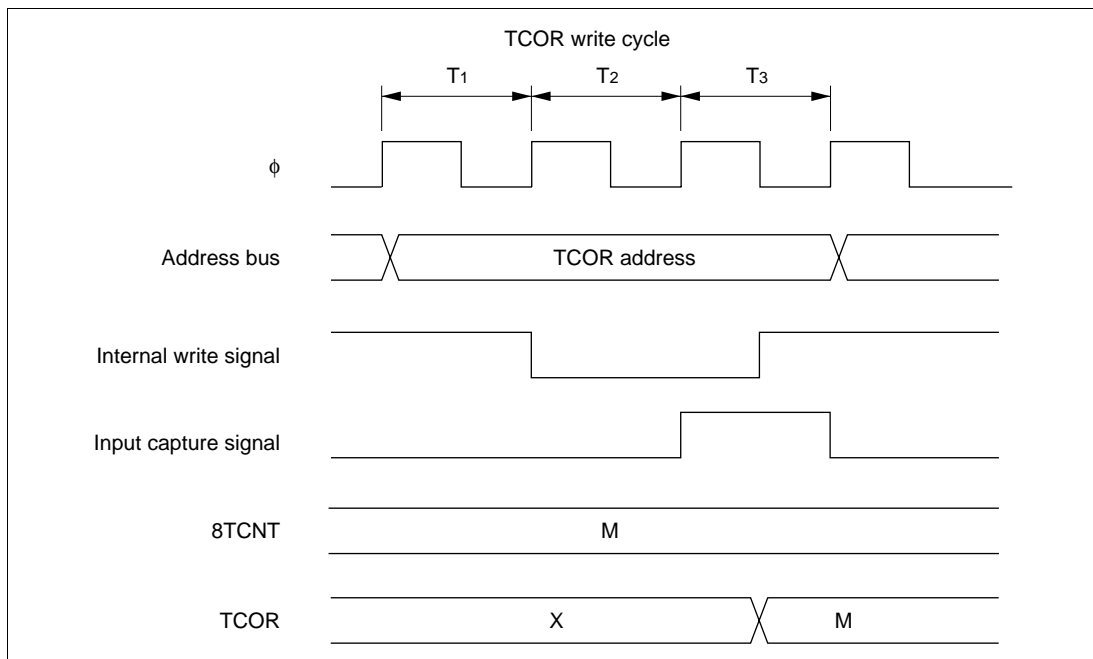 TCOR write cycle
T1 T2 T3
ϕ
Address bus TCOR address
Internal write signal
Input capture signal
8TCNT M
TCOR X M